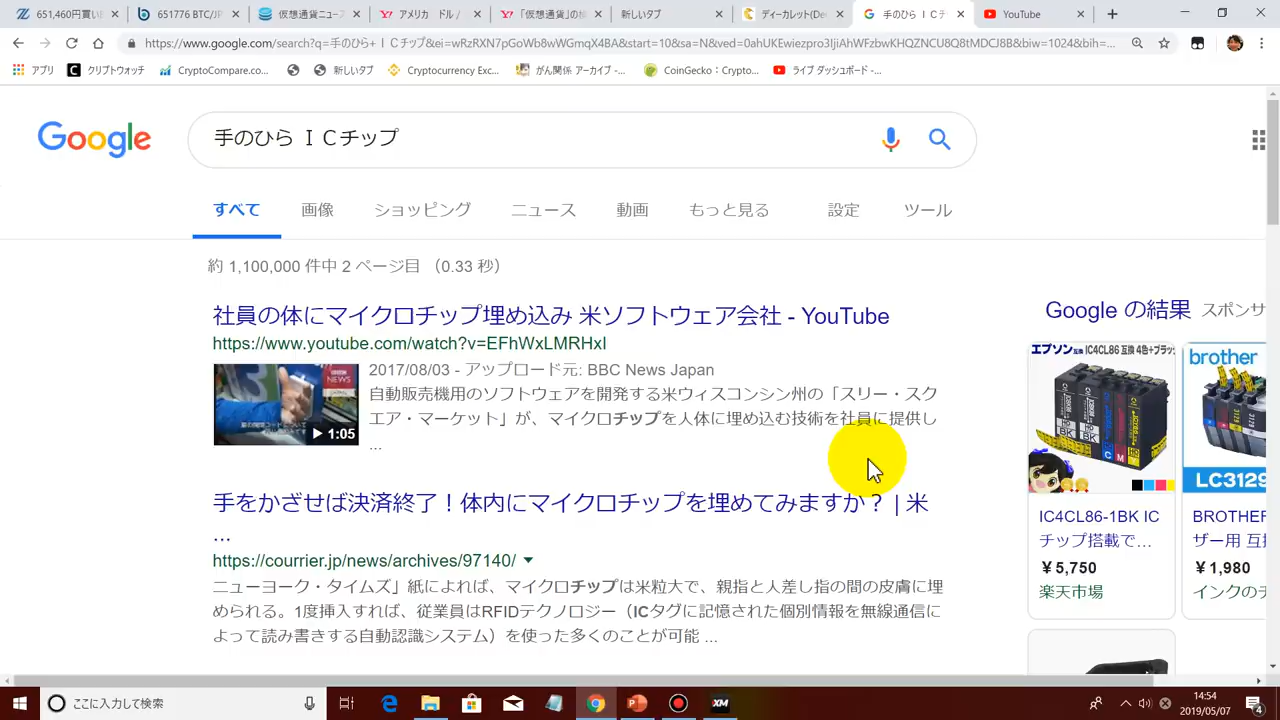 651,460円買い
651776 BTC/JP
仮想通貨ニュース
アメリカ ドル /
「仮想通貨」の検
新しいタブ
ディーカレット(Dec
手のひら ＩＣチ
YouTube
https://www.google.com/search?q=手のひら+ＩＣチップ&ei=wRzRXN7pGoWk8wWGmqX4BA&start=10&sa=N&ved=0ahUKEwiezpro3IjiAhWFzbwKHQZNCU8Q8tMDCJ8B&biw=1024&bih=...
アプリ
クリプトウォッチ
CryptoCompare.co...
新しいタブ
Cryptocurrency Exc...
がん関係 アーカイブ -...
CoinGecko：Crypto...
ライブ ダッシュボード -...
Google
手のひら ＩＣチップ
すべて 画像 ショッピング ニュース 動画 もっと見る 設定 ツール
約 1,100,000 件中 2 ページ目 （0.33 秒）
社員の体にマイクロチップ埋め込み 米ソフトウェア会社 - YouTube
https://www.youtube.com/watch?v=EFhWxLMRHxI
2017/08/03 - アップロード元: BBC News Japan
自動販売機用のソフトウェアを開発する米ウィスコンシン州の「スリー・スク
エア・マーケット」が、マイクロチップを人体に埋め込む技術を社員に提供し
...
NEWS
1:05
手をかざせば決済終了！体内にマイクロチップを埋めてみますか？ | 米
...
https://courrier.jp/news/archives/97140/
ニューヨーク・タイムズ」紙によれば、マイクロチップは米粒大で、親指と人差し指の間の皮膚に埋
められる。1度挿入すれば、従業員はRFIDテクノロジー（ICタグに記憶された個別情報を無線通信に
よって読み書きする自動認識システム）を使った多くのことが可能 ...
Google の結果 スポンサ
エプソン互換 IC4CL86 互換 4色+ブラッ
BK
BK
C
M
IC4CL86-1BK IC
チップ搭載で...
￥5,750
楽天市場
brother
LC3129
BROTHER
ザー用 互換
￥1,980
インクのチ
ここに入力して検索
XM
14:54
2019/05/07
4